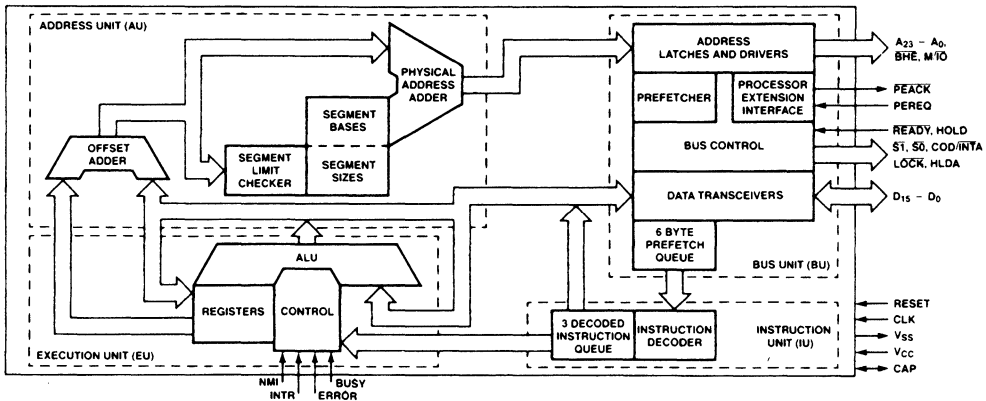 ADDRESS UNIT (AU)
PHYSICAL
ADDRESS
ADDER
SEGMENT
BASES
SEGMENT
SIZES
SEGMENT
LIMIT
CHECKER
OFFSET
ADDER
ADDRESS
LATCHES AND DRIVERS
PREFETCHER
PROCESSOR
EXTENSION
INTERFACE
BUS CONTROL
DATA TRANSCEIVERS
6 BYTE
PREFETCH
QUEUE
BUS UNIT (BU)
A23 – A0,
BHE, M/IO
PEACK
PEREQ
READY, HOLD
S1, S0, COD/INTA
LOCK, HLDA
D15 – D0
ALU
REGISTERS
CONTROL
EXECUTION UNIT (EU)
NMI
INTR
ERROR
BUSY
3 DECODED
INSTRUCTION
QUEUE
INSTRUCTION
DECODER
INSTRUCTION
UNIT (IU)
RESET
CLK
VSS
VCC
CAP